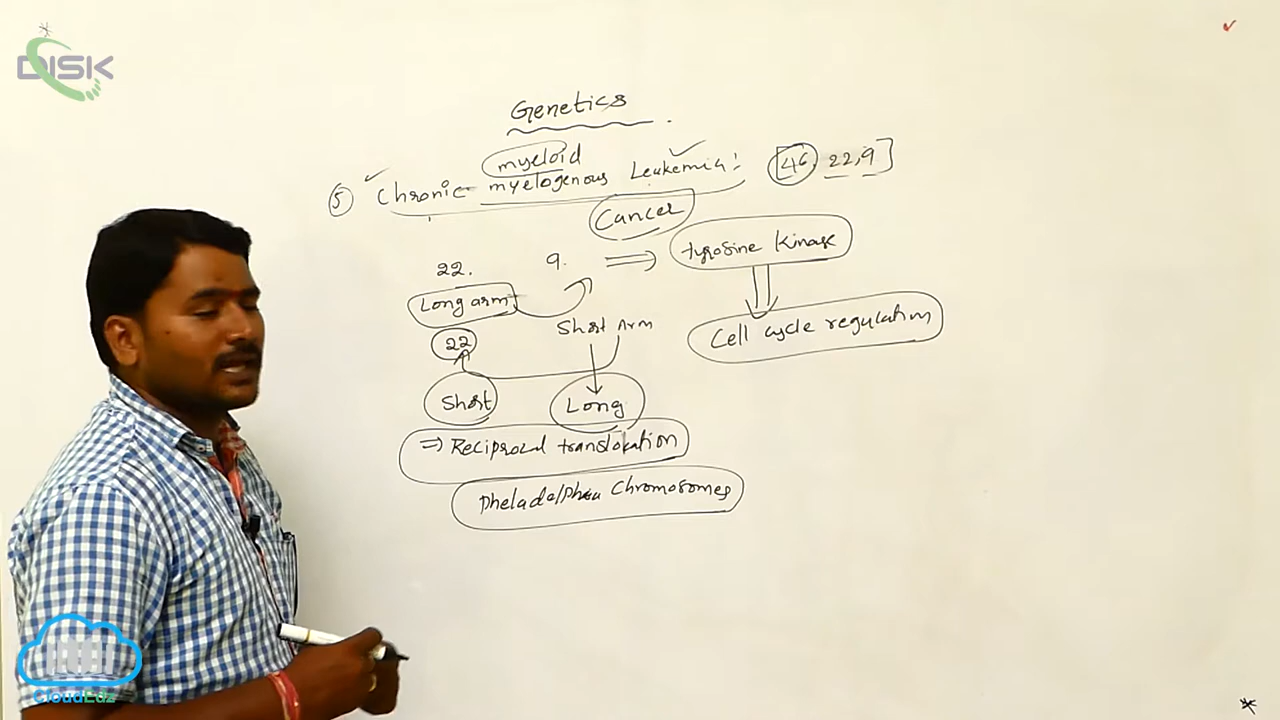 DISK
Genetics
myeloid
5 Chronic myelogenous Leukemia: [46, 22,9]
Cancer
22. 9. ⇒ tyrosine kinase
Long arm
Short Arm
Cell cycle regulation
22
Short Long
⇒ Reciprocal translokation
Pheladelphia Chromosomes
CloudEdz